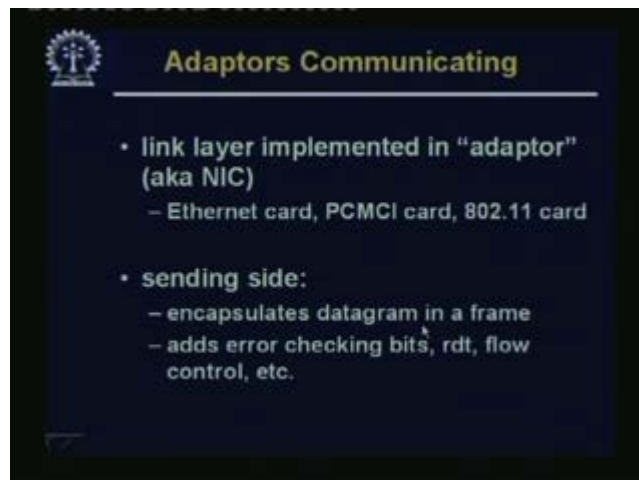 Adaptors Communicating
• link layer implemented in “adaptor”
(aka NIC)
– Ethernet card, PCMCI card, 802.11 card
• sending side:
– encapsulates datagram in a frame
– adds error checking bits, rdt, flow
control, etc.